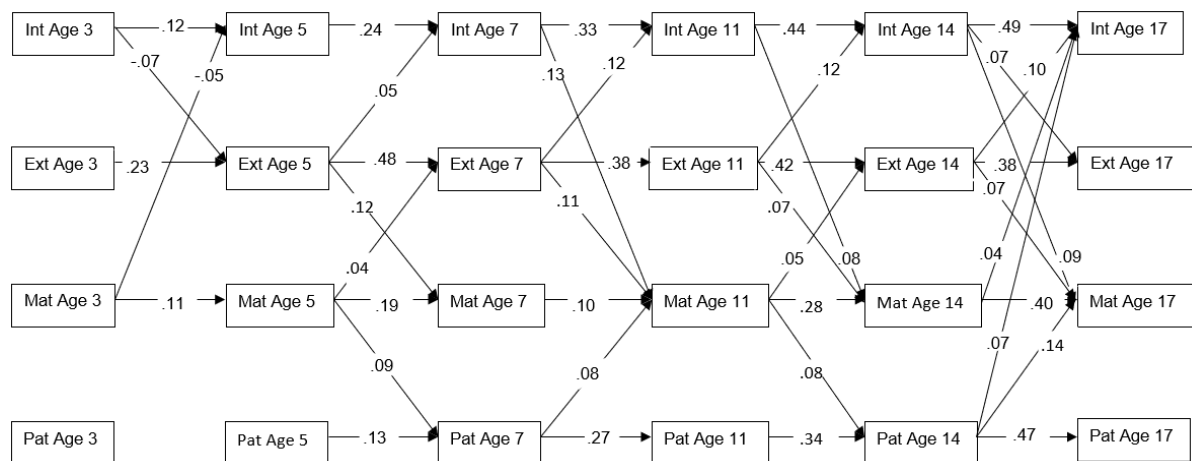 Int Age 3 .12 Int Age 5 .24 Int Age 7 .33 Int Age 11 .44 Int Age 14 .49 Int Age 17
-.07 -.05 .05 .13 .12 .12 .07 .10
Ext Age 3 .23 Ext Age 5 .48 Ext Age 7 .38 Ext Age 11 .42 Ext Age 14 .38 Ext Age 17
.12 .11 .07 .07
.04 .05 .08 .04 .09
Mat Age 3 .11 Mat Age 5 .19 Mat Age 7 .10 Mat Age 11 .28 Mat Age 14 .40 Mat Age 17
.09 .08 .08 .07 .14
Pat Age 3 Pat Age 5 .13 Pat Age 7 .27 Pat Age 11 .34 Pat Age 14 .47 Pat Age 17